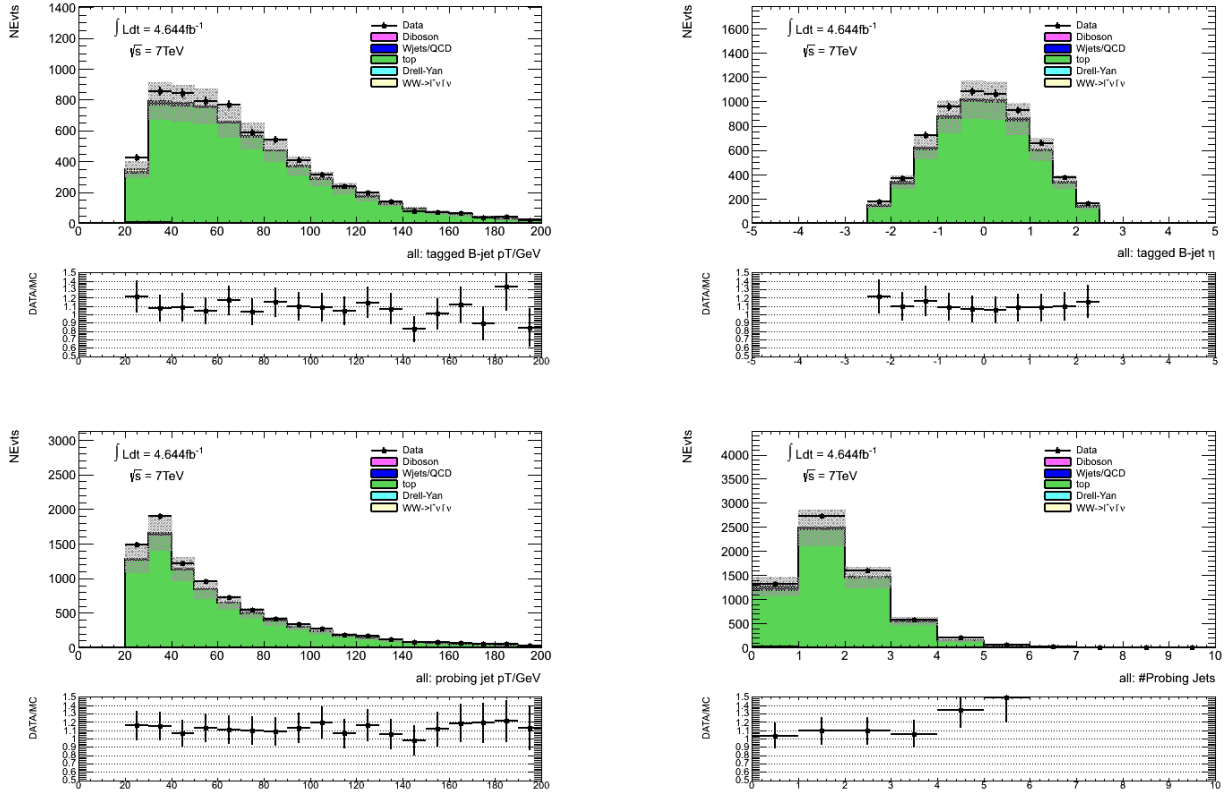 NEvts
1400
1200
1000
800
600
400
200
0
∫ Ldt = 4.644fb⁻¹
√s = 7TeV
Data
Diboson
Wjets/QCD
top
Drell-Yan
WW->l⁺νl⁻ν
0 20 40 60 80 100 120 140 160 180 200
all: tagged B-jet pT/GeV
DATA/MC
1.5
1.4
1.3
1.2
1.1
1
0.9
0.8
0.7
0.6
0.5
0 20 40 60 80 100 120 140 160 180 200
NEvts
1600
1400
1200
1000
800
600
400
200
0
∫ Ldt = 4.644fb⁻¹
√s = 7TeV
Data
Diboson
Wjets/QCD
top
Drell-Yan
WW->l⁺νl⁻ν
-5 -4 -3 -2 -1 0 1 2 3 4 5
all: tagged B-jet η
DATA/MC
1.5
1.4
1.3
1.2
1.1
1
0.9
0.8
0.7
0.6
0.5
-5 -4 -3 -2 -1 0 1 2 3 4 5
NEvts
3000
2500
2000
1500
1000
500
0
∫ Ldt = 4.644fb⁻¹
√s = 7TeV
Data
Diboson
Wjets/QCD
top
Drell-Yan
WW->l⁺νl⁻ν
0 20 40 60 80 100 120 140 160 180 200
all: probing jet pT/GeV
DATA/MC
1.5
1.4
1.3
1.2
1.1
1
0.9
0.8
0.7
0.6
0.5
0 20 40 60 80 100 120 140 160 180 200
NEvts
4000
3500
3000
2500
2000
1500
1000
500
0
∫ Ldt = 4.644fb⁻¹
√s = 7TeV
Data
Diboson
Wjets/QCD
top
Drell-Yan
WW->l⁺νl⁻ν
0 1 2 3 4 5 6 7 8 9 10
all: #Probing Jets
DATA/MC
1.5
1.4
1.3
1.2
1.1
1
0.9
0.8
0.7
0.6
0.5
0 1 2 3 4 5 6 7 8 9 10